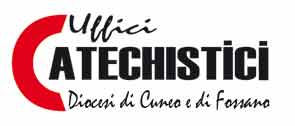 Uffici
CATECHISTICI
Diocesi di Cuneo e di Fossano